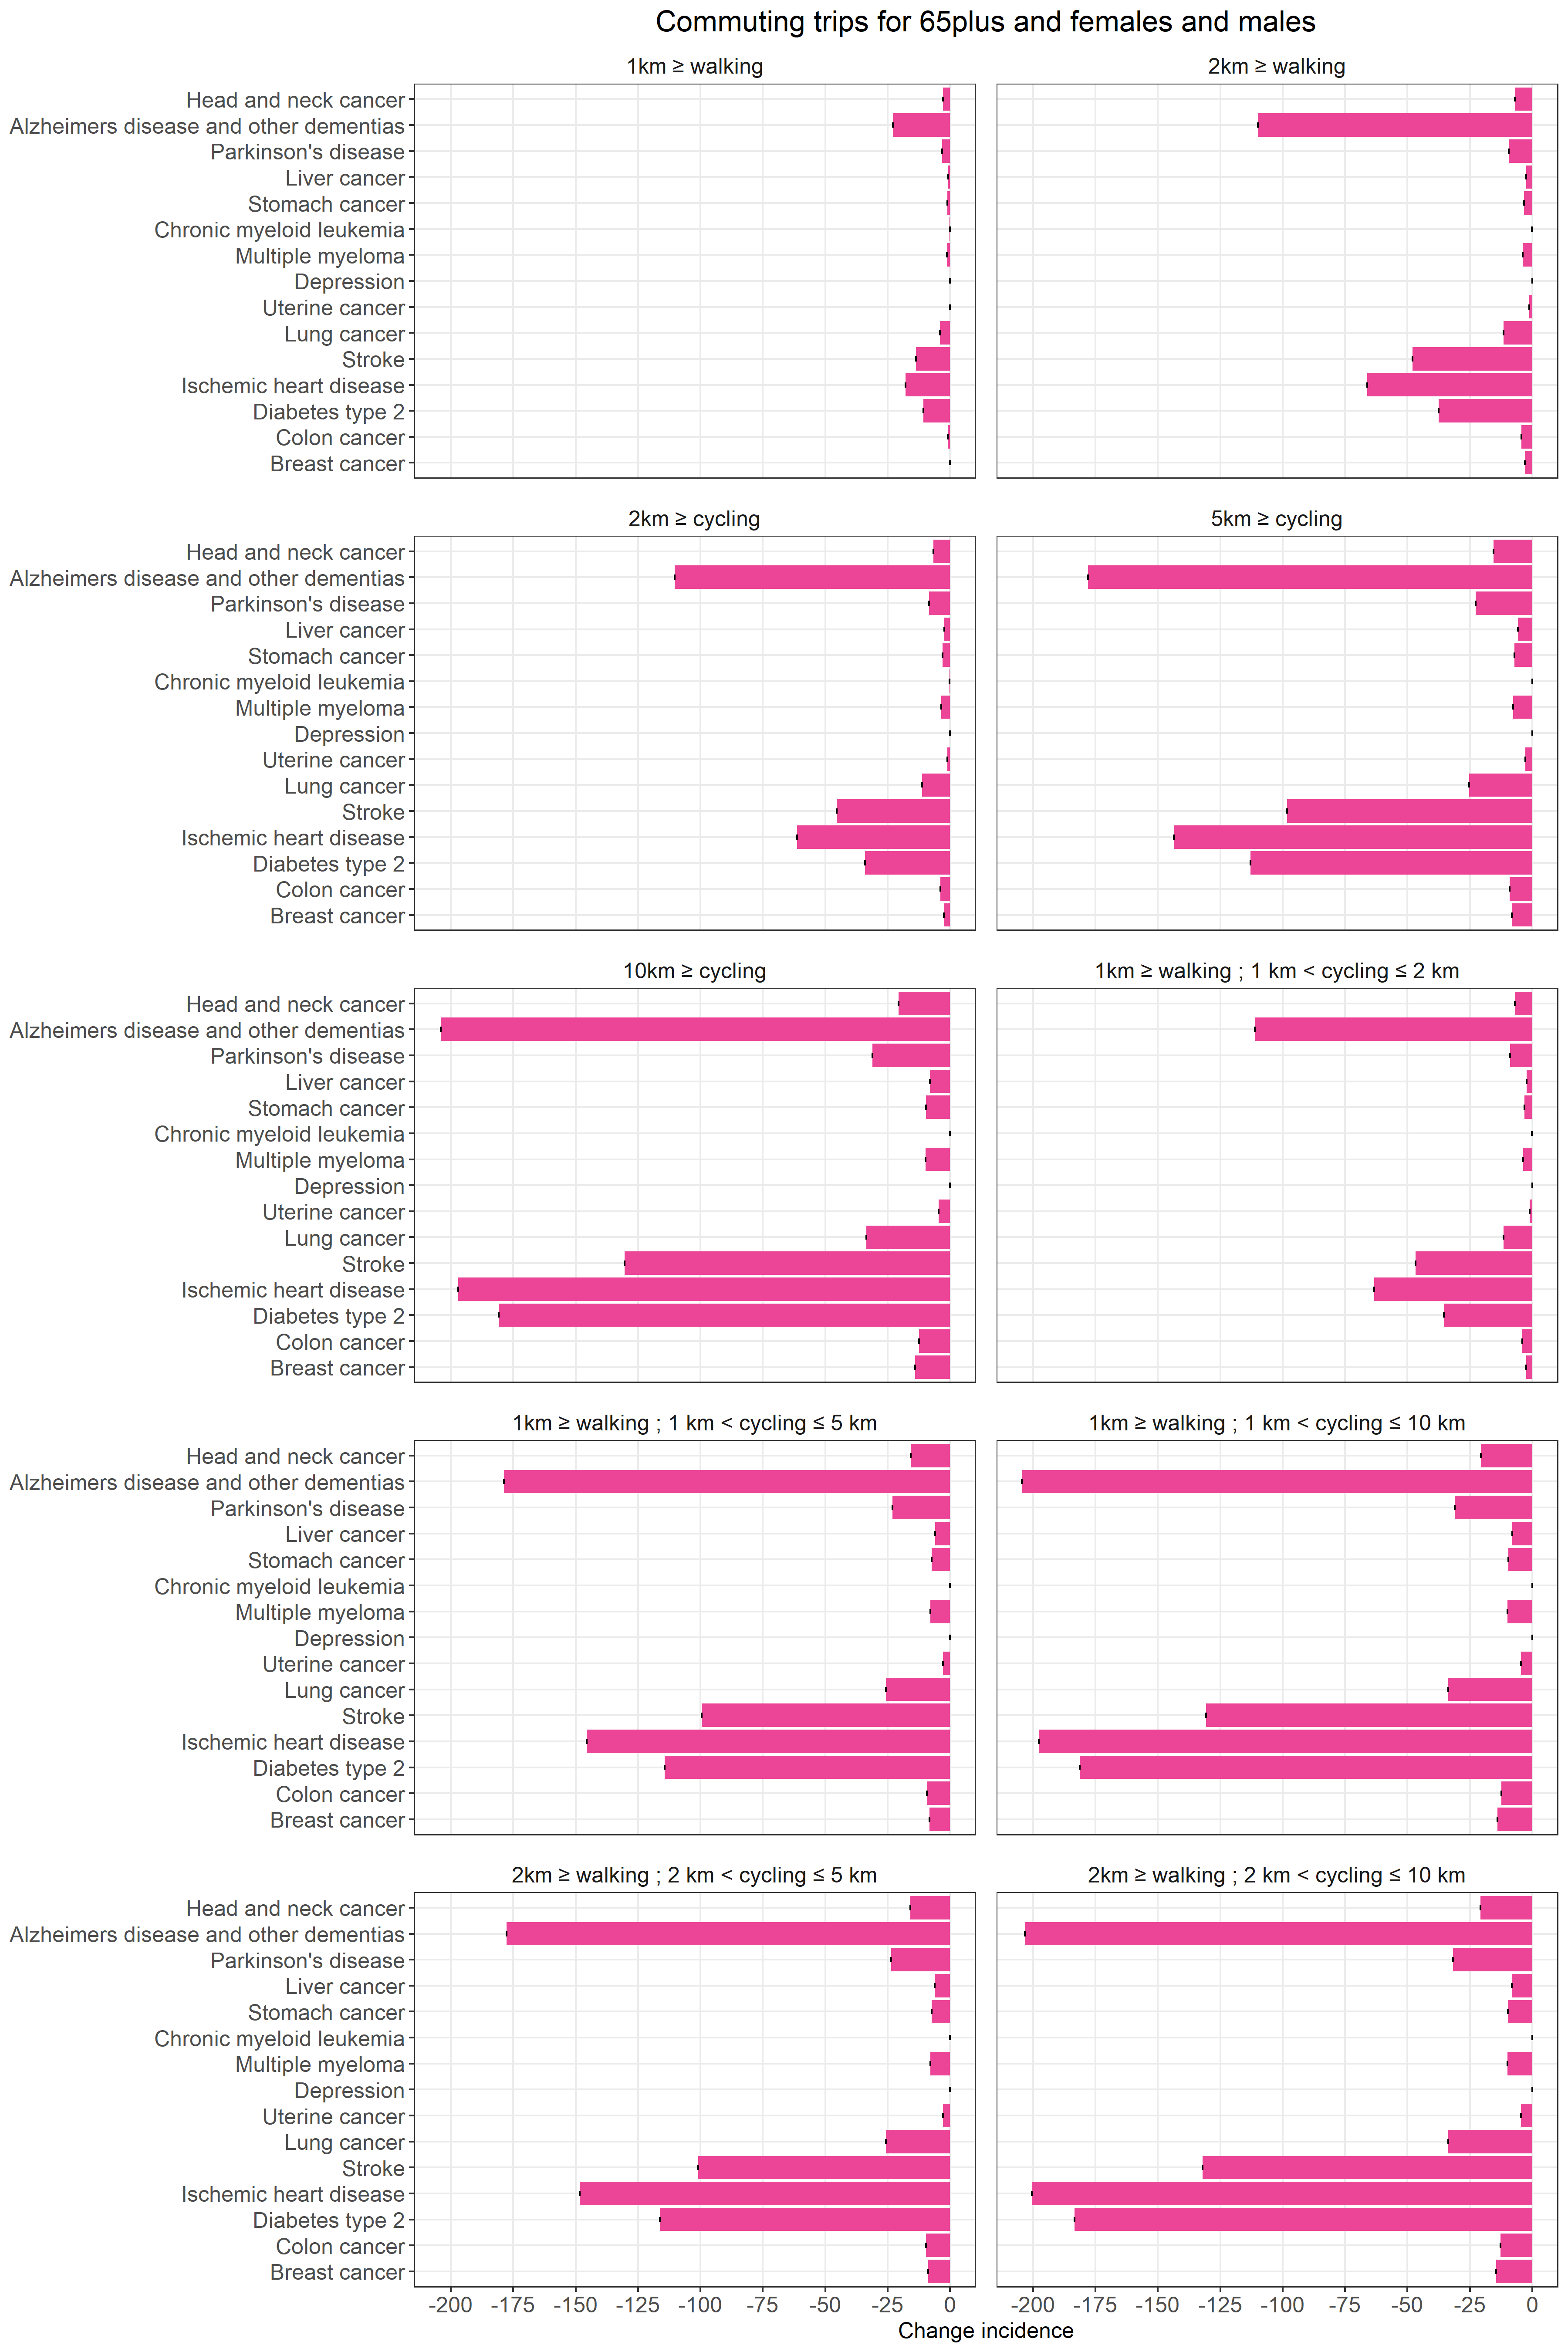 Commuting trips for 65plus and females and males
1km ≥ walking
2km ≥ walking
Head and neck cancer
Alzheimers disease and other dementias
Parkinson's disease
Liver cancer
Stomach cancer
Chronic myeloid leukemia
Multiple myeloma
Depression
Uterine cancer
Lung cancer
Stroke
Ischemic heart disease
Diabetes type 2
Colon cancer
Breast cancer
2km ≥ cycling
5km ≥ cycling
Head and neck cancer
Alzheimers disease and other dementias
Parkinson's disease
Liver cancer
Stomach cancer
Chronic myeloid leukemia
Multiple myeloma
Depression
Uterine cancer
Lung cancer
Stroke
Ischemic heart disease
Diabetes type 2
Colon cancer
Breast cancer
10km ≥ cycling
1km ≥ walking ; 1 km < cycling ≤ 2 km
Head and neck cancer
Alzheimers disease and other dementias
Parkinson's disease
Liver cancer
Stomach cancer
Chronic myeloid leukemia
Multiple myeloma
Depression
Uterine cancer
Lung cancer
Stroke
Ischemic heart disease
Diabetes type 2
Colon cancer
Breast cancer
1km ≥ walking ; 1 km < cycling ≤ 5 km
1km ≥ walking ; 1 km < cycling ≤ 10 km
Head and neck cancer
Alzheimers disease and other dementias
Parkinson's disease
Liver cancer
Stomach cancer
Chronic myeloid leukemia
Multiple myeloma
Depression
Uterine cancer
Lung cancer
Stroke
Ischemic heart disease
Diabetes type 2
Colon cancer
Breast cancer
2km ≥ walking ; 2 km < cycling ≤ 5 km
2km ≥ walking ; 2 km < cycling ≤ 10 km
Head and neck cancer
Alzheimers disease and other dementias
Parkinson's disease
Liver cancer
Stomach cancer
Chronic myeloid leukemia
Multiple myeloma
Depression
Uterine cancer
Lung cancer
Stroke
Ischemic heart disease
Diabetes type 2
Colon cancer
Breast cancer
-200 -175 -150 -125 -100 -75 -50 -25 0
-200 -175 -150 -125 -100 -75 -50 -25 0
Change incidence